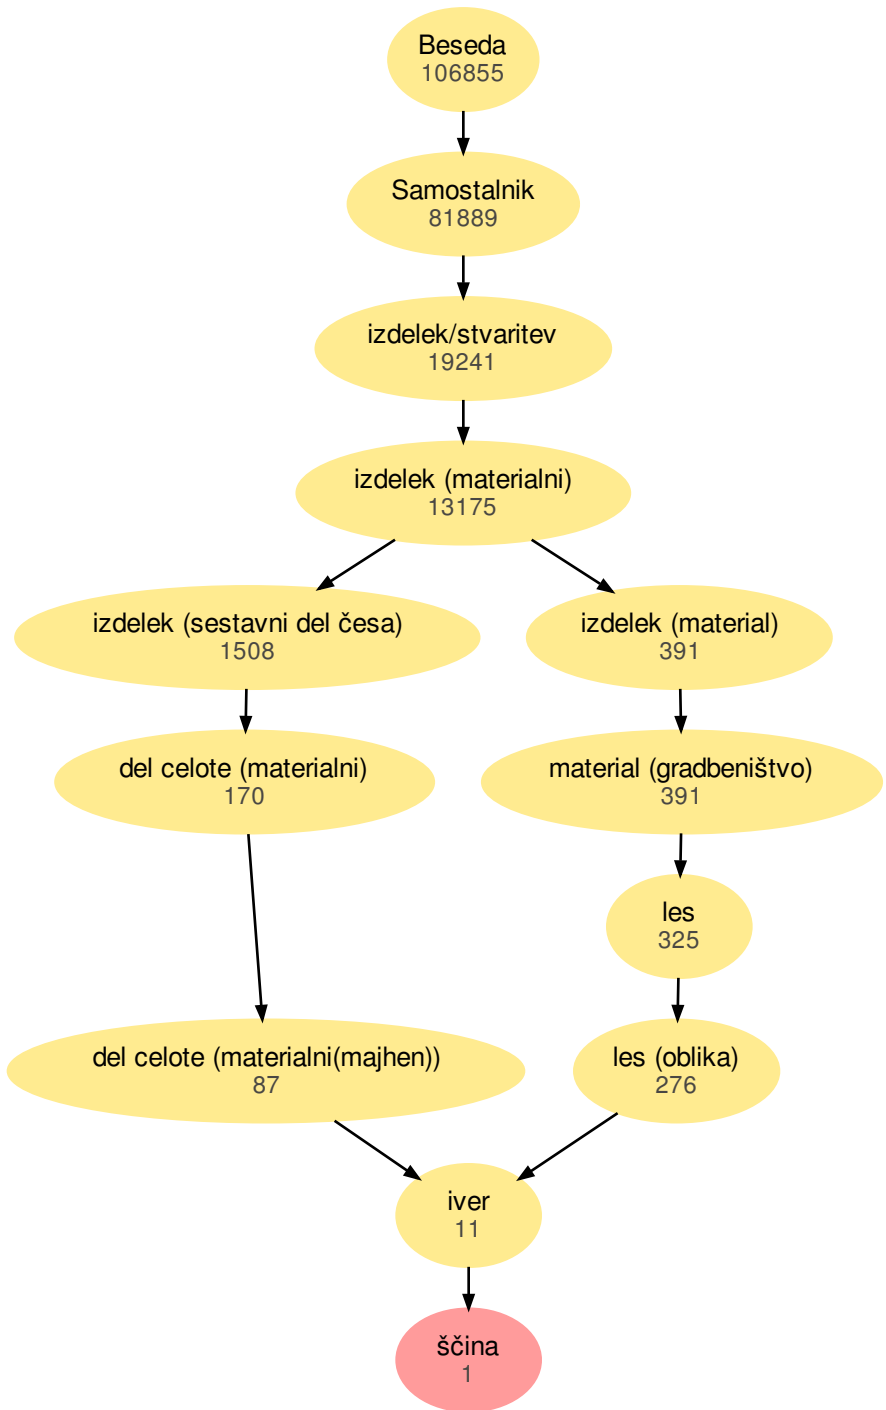 Beseda
106855
Samostalnik
81889
izdelek/stvaritev
19241
izdelek (materialni)
13175
izdelek (sestavni del česa)
1508
izdelek (material)
391
del celote (materialni)
170
material (gradbeništvo)
391
les
325
del celote (materialni(majhen))
87
les (oblika)
276
iver
11
ščina
1